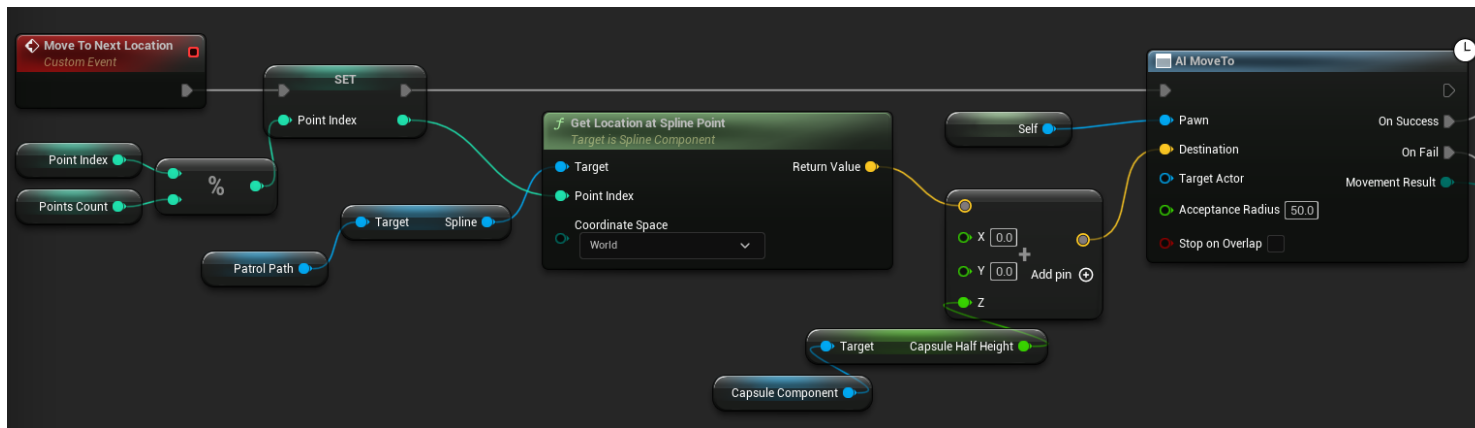 Move To Next Location
Custom Event
SET
Point Index
Point Index
Points Count
%
Patrol Path
Target Spline
f Get Location at Spline Point
Target is Spline Component
Target Return Value
Point Index
Coordinate Space
World
Self
X 0.0
Y 0.0
+
Add pin
Z
Target Capsule Half Height
Capsule Component
AI MoveTo
Pawn On Success
Destination On Fail
Target Actor Movement Result
Acceptance Radius 50.0
Stop on Overlap